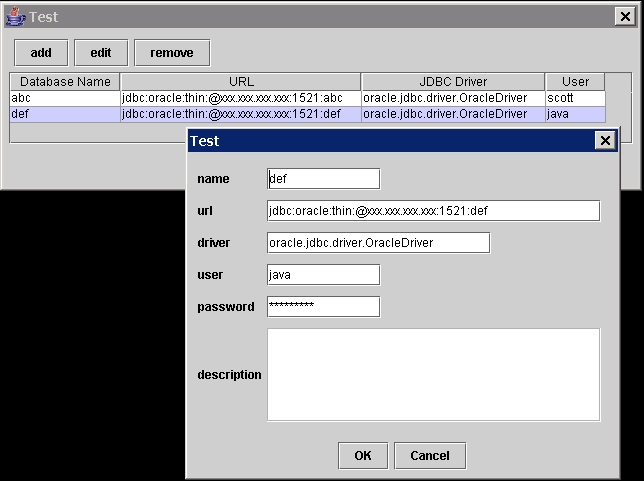 Test
add edit remove
Database Name URL JDBC Driver User
abc jdbc:oracle:thin:@xxx.xxx.xxx.xxx:1521:abc oracle.jdbc.driver.OracleDriver scott
def jdbc:oracle:thin:@xxx.xxx.xxx.xxx:1521:def oracle.jdbc.driver.OracleDriver java
Test
name def
url jdbc:oracle:thin:@xxx.xxx.xxx.xxx:1521:def
driver oracle.jdbc.driver.OracleDriver
user java
password *********
description
OK Cancel